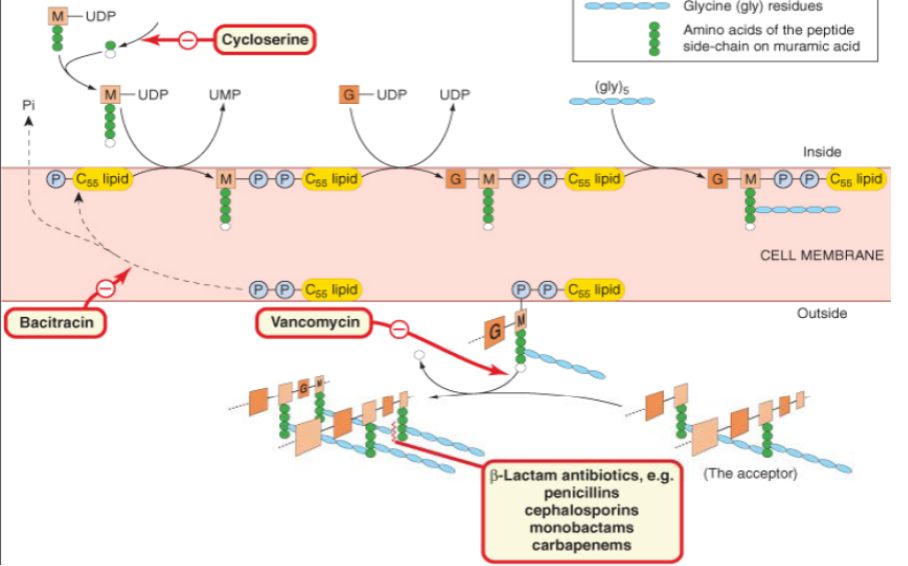 M—UDP
Glycine (gly) residues
Amino acids of the peptide
side-chain on muramic acid
Cycloserine
M—UDP
UMP
G—UDP
UDP
(gly)5
Pi
Inside
P C55 lipid
M P P C55 lipid
G M P P C55 lipid
G M P P C55 lipid
CELL MEMBRANE
P P C55 lipid
P P C55 lipid
Outside
Bacitracin
Vancomycin
G M
G M
β-Lactam antibiotics, e.g.
penicillins
cephalosporins
monobactams
carbapenems
(The acceptor)